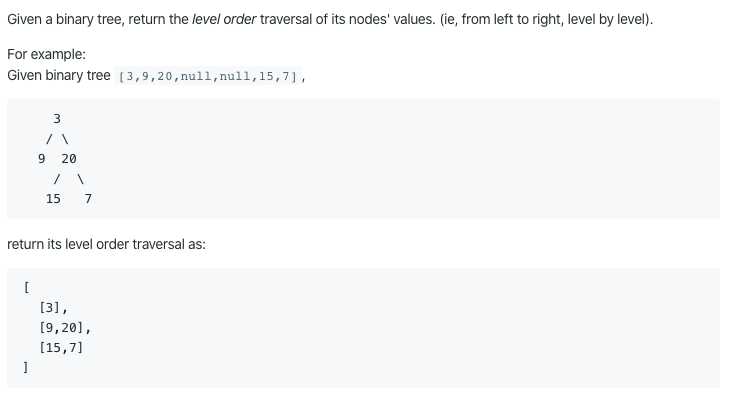 Given a binary tree, return the level order traversal of its nodes' values. (ie, from left to right, level by level).
For example:
Given binary tree [3,9,20,null,null,15,7],
    3
   / \
  9  20
    /  \
   15   7
return its level order traversal as:
[
  [3],
  [9,20],
  [15,7]
]